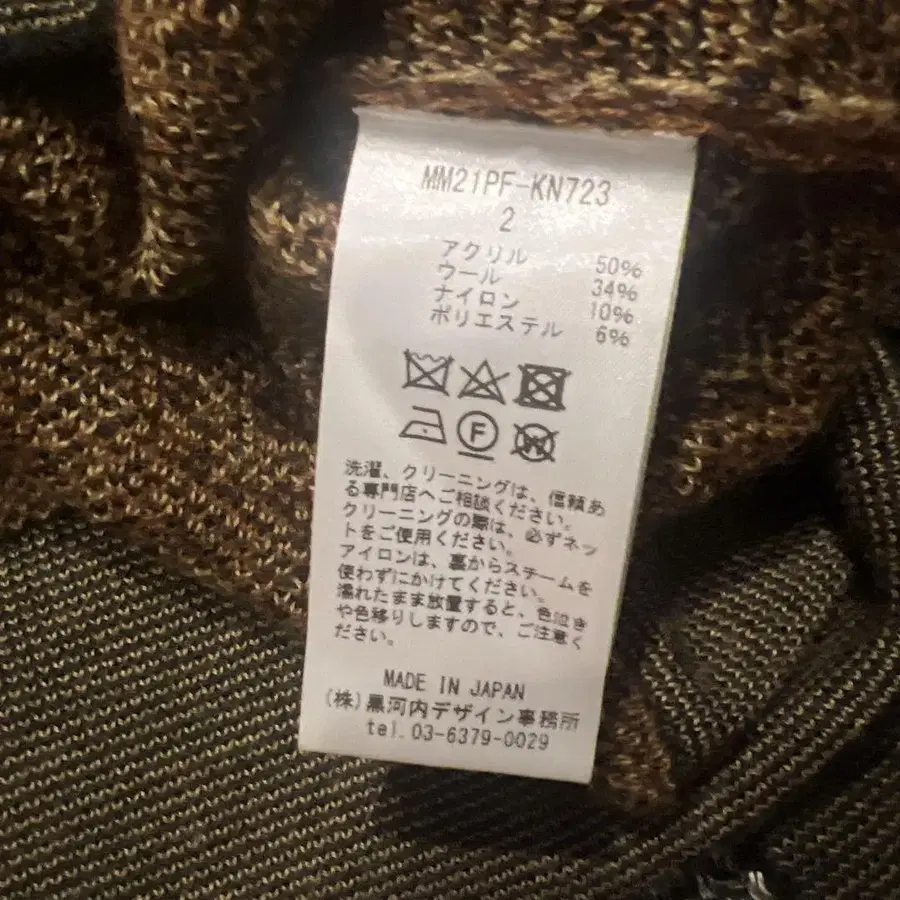 MM21PF-KN723
2
アクリル 50%
ウール 34%
ナイロン 10%
ポリエステル 6%
F
W
洗濯、クリーニングは、信頼あ
る専門店へご相談ください。
クリーニングの際は、必ずネッ
トをご使用ください。
アイロンは、裏からスチームを
使わずにかけてください。
濡れたまま放置すると、色泣き
や色移りしますので、ご注意く
ださい。
MADE IN JAPAN
(株)黒河内デザイン事務所
tel.03-6379-0029